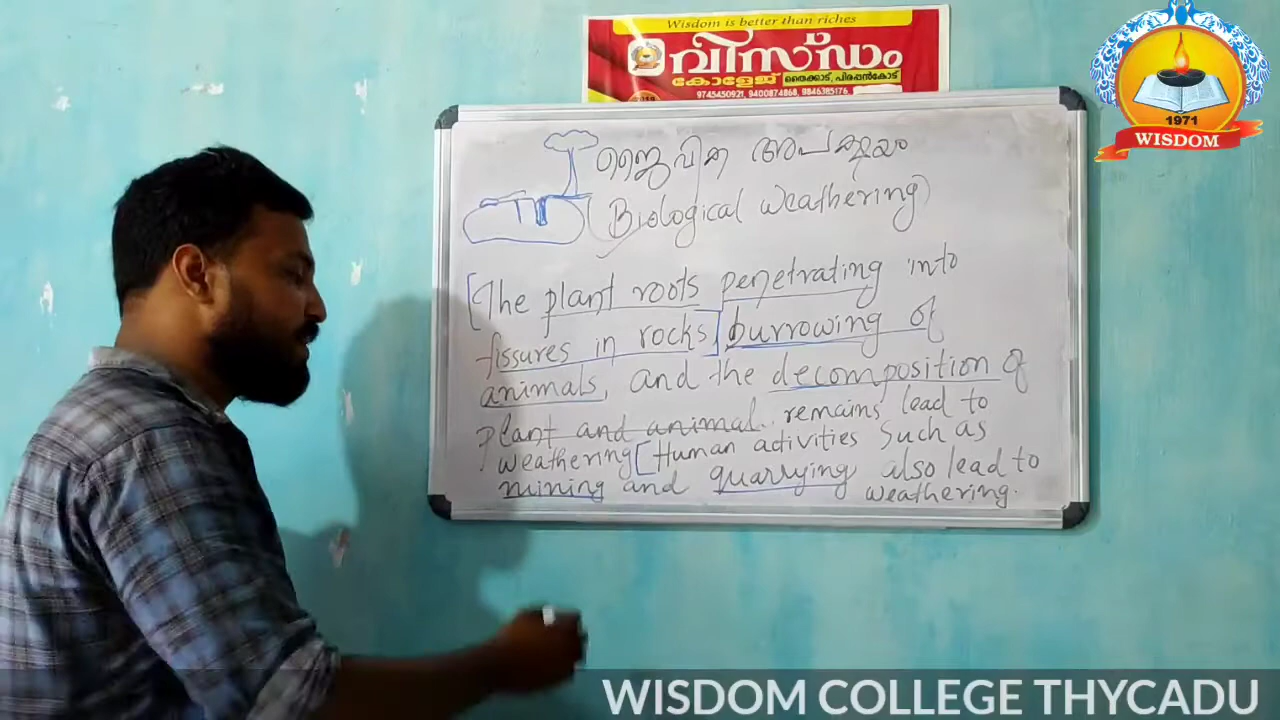 Wisdom is better than riches
വിസ്ഡം
കോളേജ് തൈക്കാട്, പിരപ്പൻകോട്
9745450921, 9400874868, 9846385176
1971
WISDOM
ജൈവിക അപക്ഷയം
(Biological weathering)
[The plant roots penetrating into
fissures in rocks,] burrowing of
animals, and the decomposition of
plant and animal remains lead to
weathering [Human activities such as
mining and quarrying also lead to
weathering.
WISDOM COLLEGE THYCADU